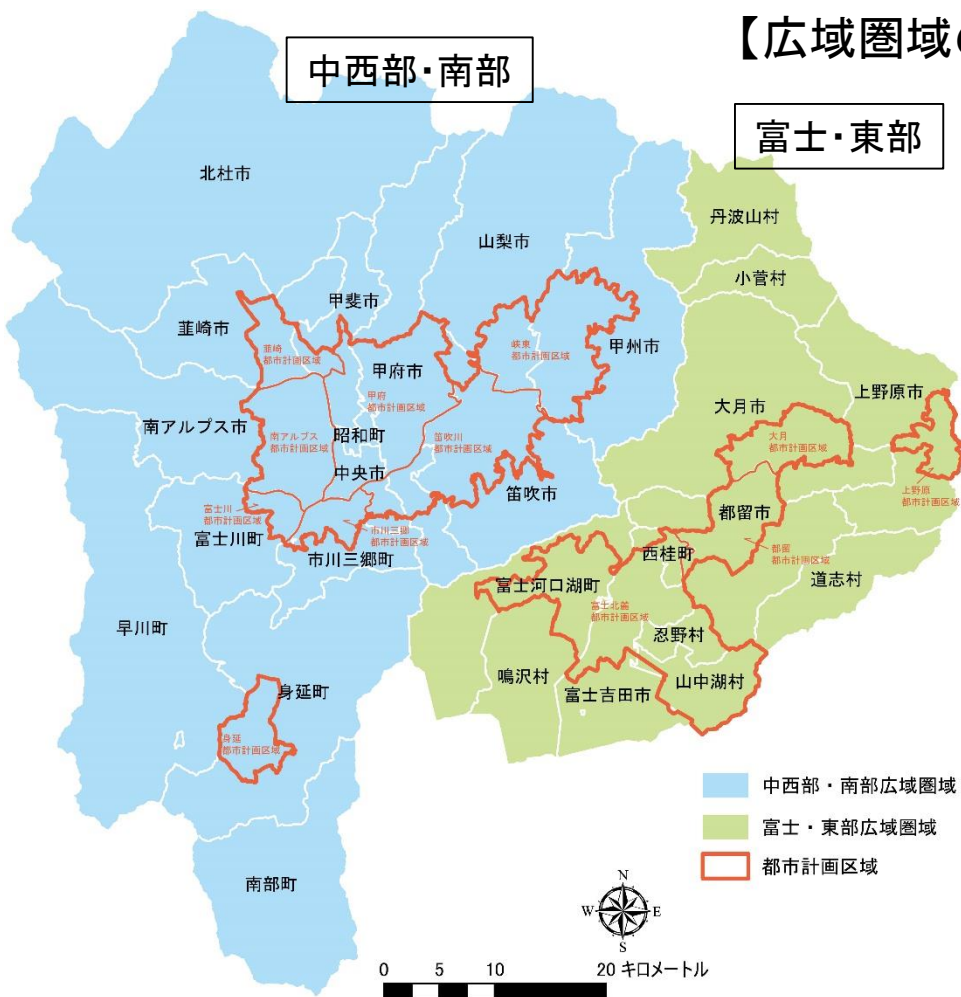 【広域圏域
中西部・南部
富士・東部
北杜市
丹波山村
山梨市
小菅村
甲斐市
韮崎市
韮崎
都市計画区域
峡東
都市計画区域
甲州市
甲府市
甲府
都市計画区域
上野原市
大月市
南アルプス市
南アルプス
都市計画区域
昭和町
笛吹川
都市計画区域
大月
都市計画区域
中央市
笛吹市
上野原
都市計画区域
富士川
都市計画区域
富士川町
市川三郷
都市計画区域
市川三郷町
都留市
都留
都市計画区域
西桂町
道志村
富士河口湖町
富士北麓
都市計画区域
早川町
忍野村
鳴沢村
山中湖村
富士吉田市
身延町
身延
都市計画区域
南部町
中西部・南部広域圏域
富士・東部広域圏域
都市計画区域
N
W
E
S
0 5 10 20 キロメートル